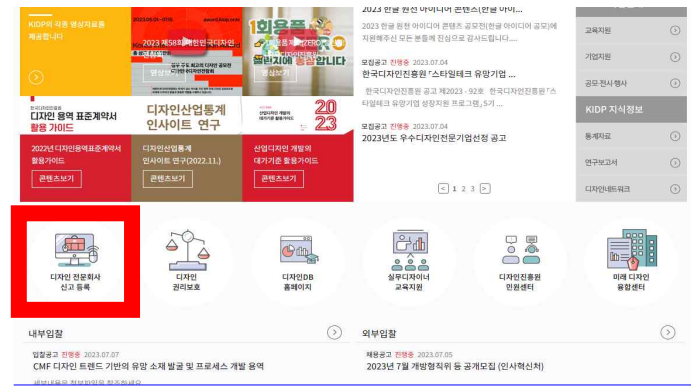 KIDP의 각종 영상자료를
제공합니다
2023 제58회 대한민국디자인
영상보기
1회용품
챌린지에 동참합니다
영상보기
한국디자인진흥원
디자인 용역 표준계약서
활용 가이드
2022년 디자인용역표준계약서
활용가이드
콘텐츠보기
디자인산업통계
인사이트 연구
디자인산업통계
인사이트 연구(2022.11.)
콘텐츠보기
20
23
산업디자인 개발의
대가기준 활용가이드
콘텐츠보기
2023 한글 원천 아이디어 콘텐츠 공모전(한글 아이디어 공모)에
지원해주신 모든 분들께 진심으로 감사드립니다....
모집공고 진행중 2023.07.04
한국디자인진흥원 「스타일테크 유망기업 ...
한국디자인진흥원 공고 제2023 - 92호 한국디자인진흥원 「스
타일테크 유망기업 성장지원 프로그램」 5기 ...
모집공고 진행중 2023.07.04
2023년도 우수디자인전문기업선정 공고
< 1 2 3 >
교육지원
기업지원
공모·전시·행사
KIDP 지식정보
통계자료
연구보고서
디자인네트워크
디자인 전문회사
신고 등록
디자인
권리보호
디자인DB
홈페이지
실무디자이너
교육지원
디자인진흥원
민원센터
미래 디자인
융합센터
내부입찰
입찰공고 진행중 2023.07.07
CMF 디자인 트렌드 기반의 유망 소재 발굴 및 프로세스 개발 용역
외부입찰
채용공고 진행중 2023.07.05
2023년 7월 개방형직위 등 공개모집 (인사혁신처)